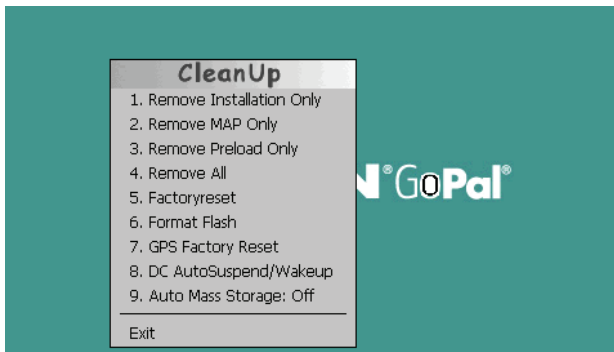 CleanUp
1. Remove Installation Only
2. Remove MAP Only
3. Remove Preload Only
4. Remove All
5. Factoryreset
6. Format Flash
7. GPS Factory Reset
8. DC AutoSuspend/Wakeup
9. Auto Mass Storage: Off
Exit
N®GoPal®